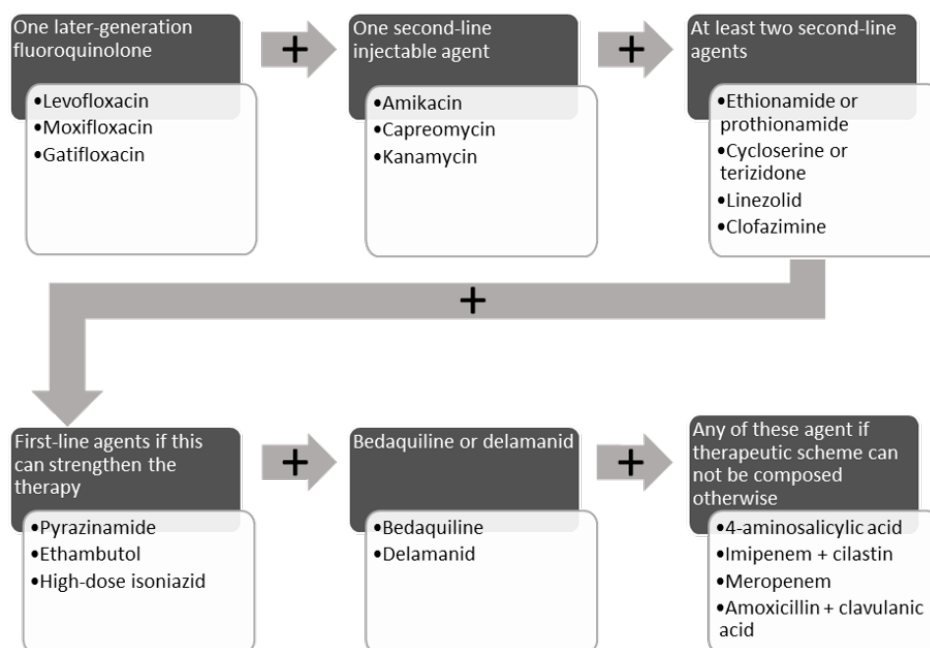 One later-generation
fluoroquinolone
•Levofloxacin
•Moxifloxacin
•Gatifloxacin
+
One second-line
injectable agent
•Amikacin
•Capreomycin
•Kanamycin
+
At least two second-line
agents
•Ethionamide or
prothionamide
•Cycloserine or
terizidone
•Linezolid
•Clofazimine
+
First-line agents if this
can strengthen the
therapy
•Pyrazinamide
•Ethambutol
•High-dose isoniazid
+
Bedaquiline or delamanid
•Bedaquiline
•Delamanid
+
Any of these agent if
therapeutic scheme can
not be composed
otherwise
•4-aminosalicylic acid
•Imipenem + cilastin
•Meropenem
•Amoxicillin + clavulanic
acid